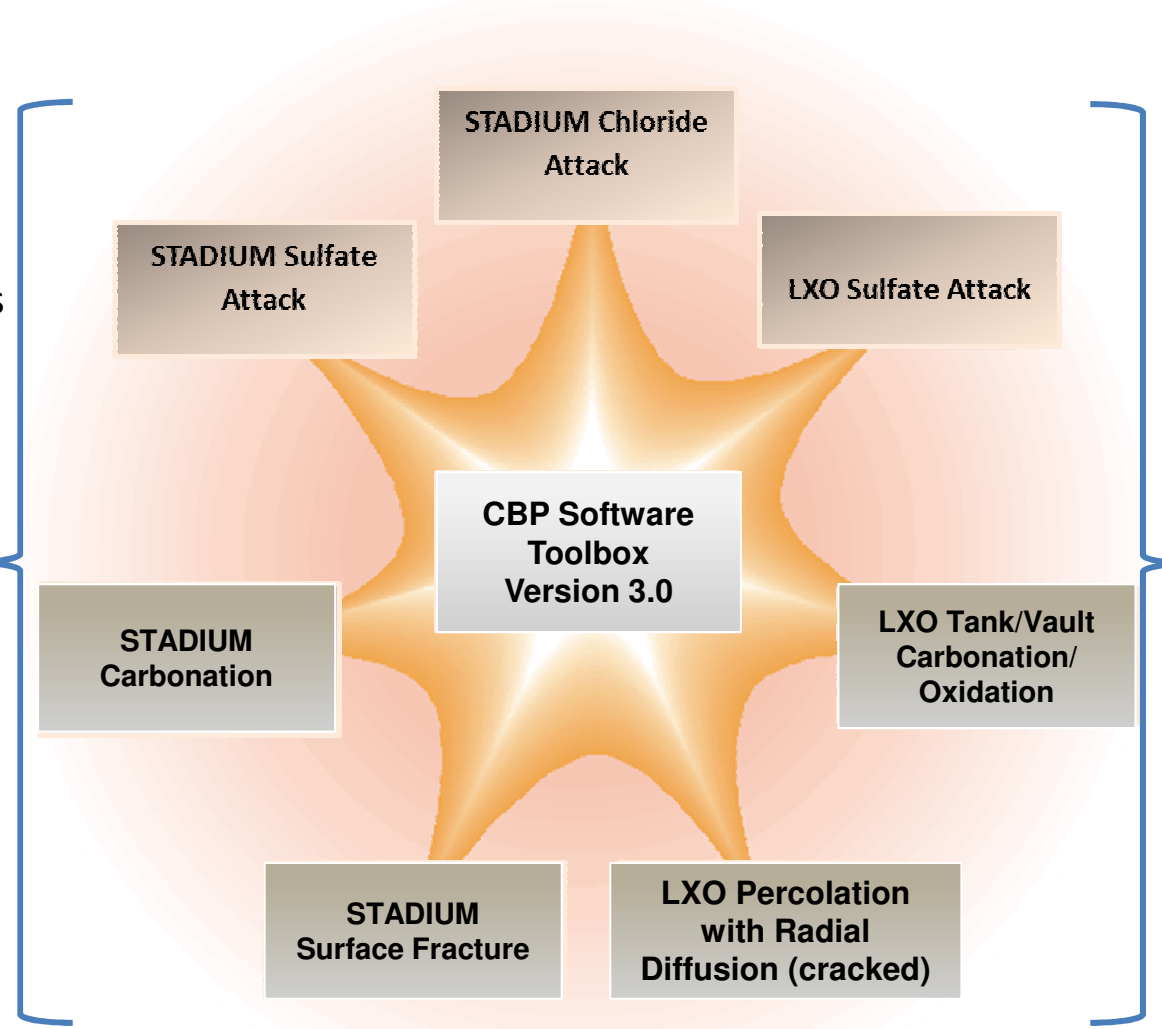 STADIUM Chloride
Attack
STADIUM Sulfate
Attack
LXO Sulfate Attack
s
CBP Software
Toolbox
Version 3.0
STADIUM
Carbonation
LXO Tank/Vault
Carbonation/
Oxidation
STADIUM
Surface Fracture
LXO Percolation
with Radial
Diffusion (cracked)